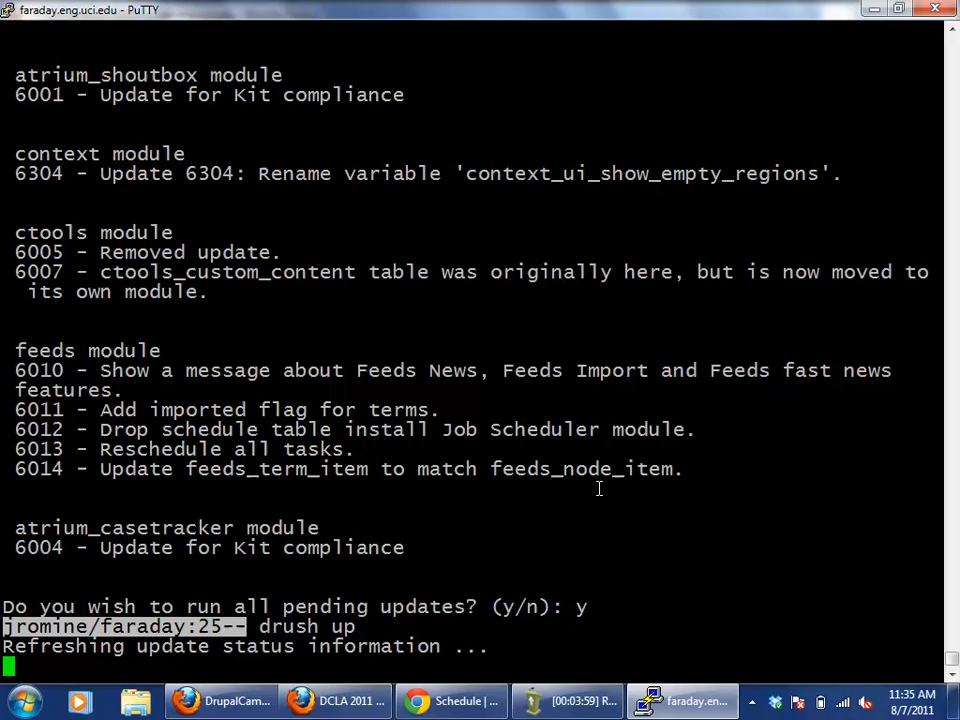 faraday.eng.uci.edu - PuTTY
atrium_shoutbox module
6001 - Update for Kit compliance
context module
6304 - Update 6304: Rename variable 'context_ui_show_empty_regions'.
ctools module
6005 - Removed update.
6007 - ctools_custom_content table was originally here, but is now moved to
its own module.
feeds module
6010 - Show a message about Feeds News, Feeds Import and Feeds fast news
features.
6011 - Add imported flag for terms.
6012 - Drop schedule table install Job Scheduler module.
6013 - Reschedule all tasks.
6014 - Update feeds_term_item to match feeds_node_item.
atrium_casetracker module
6004 - Update for Kit compliance
Do you wish to run all pending updates? (y/n): y
jromine/faraday:25-- drush up
Refreshing update status information ...
DrupalCam... DCLA 2011 ... Schedule | ... [00:03:59] R... faraday.en... 11:35 AM
8/7/2011